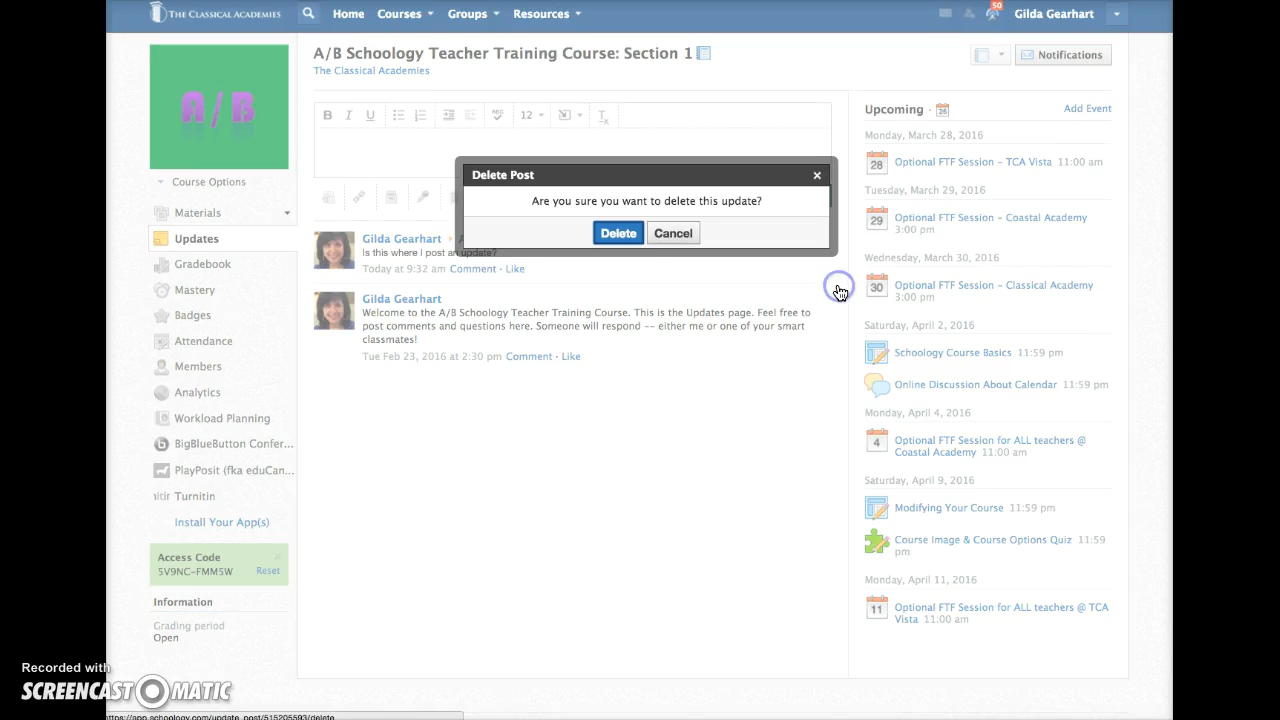 THE CLASSICAL ACADEMIES
Home
Courses
Groups
Resources
50
Gilda Gearhart
A/B
A/B Schoology Teacher Training Course: Section 1
The Classical Academies
Notifications
Course Options
Materials
Updates
Gradebook
Mastery
Badges
Attendance
Members
Analytics
Workload Planning
BigBlueButton Confer...
PlayPosit (fka eduCan...
Turnitin
Install Your App(s)
Access Code
5V9NC-FMM5W Reset
Information
Grading period
Open
B I U ABC 12
Delete Post ×
Are you sure you want to delete this update?
Delete Cancel
Gilda Gearhart
Is this where I post an update?
Today at 9:32 am Comment · Like
Gilda Gearhart
Welcome to the A/B Schoology Teacher Training Course. This is the Updates page. Feel free to
post comments and questions here. Someone will respond -- either me or one of your smart
classmates!
Tue Feb 23, 2016 at 2:30 pm Comment · Like
Upcoming · 26 Add Event
Monday, March 28, 2016
28 Optional FTF Session - TCA Vista 11:00 am
Tuesday, March 29, 2016
29 Optional FTF Session - Coastal Academy
3:00 pm
Wednesday, March 30, 2016
30 Optional FTF Session - Classical Academy
3:00 pm
Saturday, April 2, 2016
Schoology Course Basics 11:59 pm
Online Discussion About Calendar 11:59 pm
Monday, April 4, 2016
4 Optional FTF Session for ALL teachers @
Coastal Academy 11:00 am
Saturday, April 9, 2016
Modifying Your Course 11:59 pm
Course Image & Course Options Quiz 11:59
pm
Monday, April 11, 2016
11 Optional FTF Session for ALL teachers @ TCA
Vista 11:00 am
Recorded with
SCREENCAST-O-MATIC
https://app.schoology.com/update_post/515205593/delete